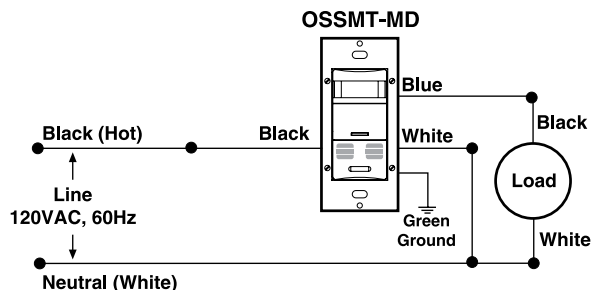 OSSMT-MD
Blue
Black (Hot)
Black
White
Black
Line
120VAC, 60Hz
Load
Green
Ground
White
Neutral (White)